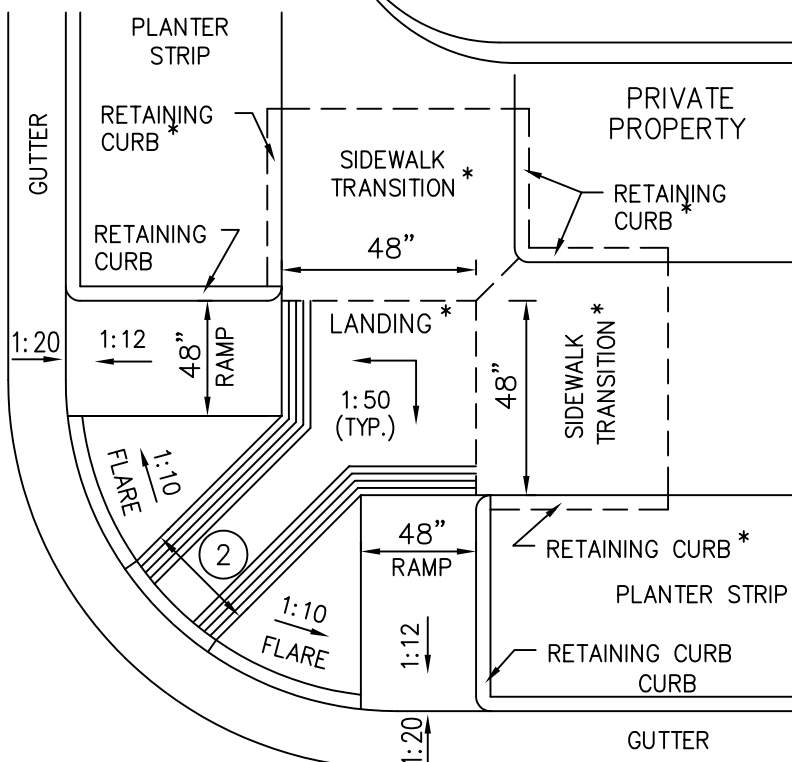 PLANTER
STRIP
RETAINING
CURB *
GUTTER
SIDEWALK
TRANSITION *
PRIVATE
PROPERTY
RETAINING
CURB *
RETAINING
CURB
48"
LANDING *
1:20
1:12
48"
RAMP
1:50
(TYP.)
48"
SIDEWALK
TRANSITION *
1:10
FLARE
2
48"
RAMP
RETAINING CURB *
PLANTER STRIP
1:10
FLARE
1:12
RETAINING CURB
CURB
1:20
GUTTER